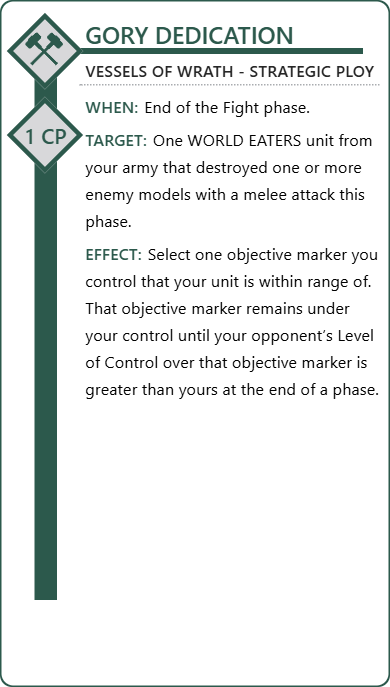 GORY DEDICATION
VESSELS OF WRATH - STRATEGIC PLOY
1 CP
WHEN: End of the Fight phase.
TARGET: One WORLD EATERS unit from
your army that destroyed one or more
enemy models with a melee attack this
phase.
EFFECT: Select one objective marker you
control that your unit is within range of.
That objective marker remains under
your control until your opponent's Level
of Control over that objective marker is
greater than yours at the end of a phase.